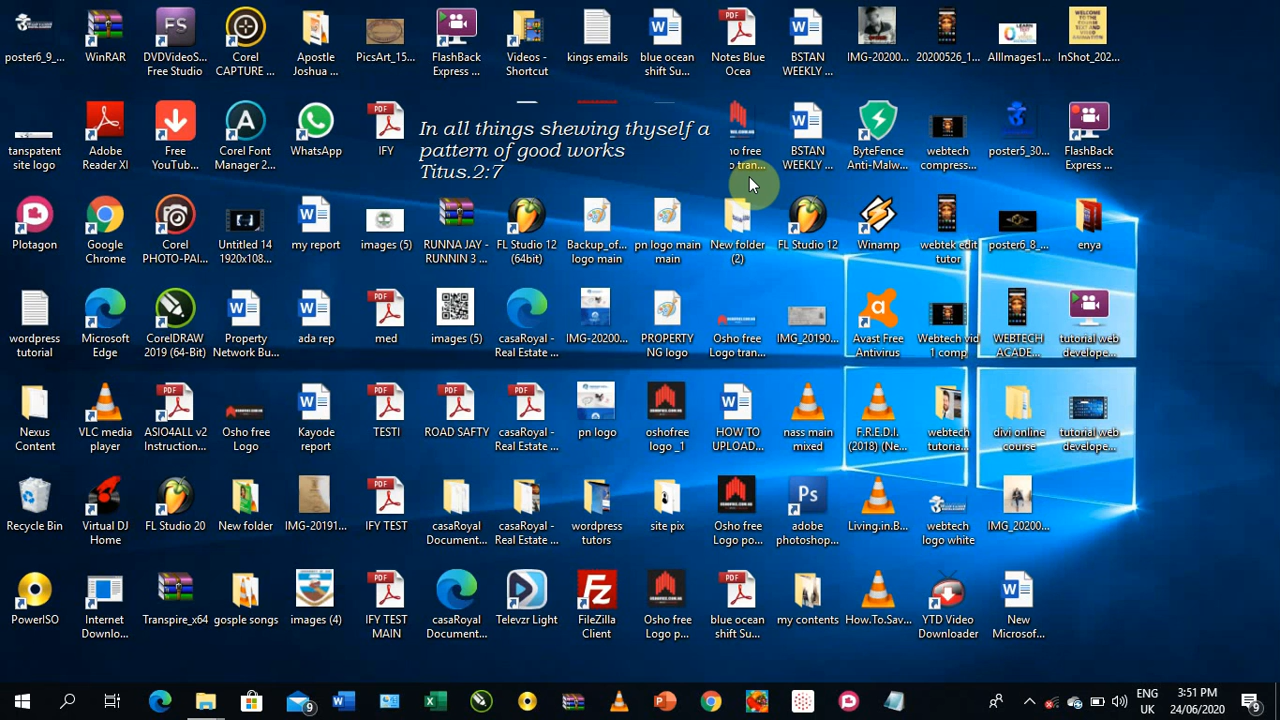 poster6_9_...
WinRAR
DVDVideoS...
Free Studio
Corel
CAPTURE ...
Apostle
Joshua ...
PicsArt_15...
FlashBack
Express ...
Videos -
Shortcut
kings emails
blue ocean
shift Su...
Notes Blue
Ocea
BSTAN
WEEKLY ...
IMG-20200...
20200526_1...
AllImages1...
InShot_202...
tanspatent
site logo
Adobe
Reader XI
Free
YouTub...
Corel Font
Manager 2...
WhatsApp
IFY
In all things shewing thyself a
pattern of good works
Titus.2:7
ho free
o tran...
BSTAN
WEEKLY ...
ByteFence
Anti-Malw...
webtech
compress...
poster5_30...
FlashBack
Express ...
Plotagon
Google
Chrome
Corel
PHOTO-PAI...
Untitled 14
1920x108...
my report
images (5)
RUNNA JAY -
RUNNIN 3 ...
FL Studio 12
(64bit)
Backup_of...
logo main
pn logo main
main
New folder
(2)
FL Studio 12
Winamp
webtek edit
tutor
poster6_8_...
enya
wordpress
tutorial
Microsoft
Edge
CorelDRAW
2019 (64-Bit)
Property
Network Bu...
ada rep
med
images (5)
casaRoyal -
Real Estate ...
IMG-20200...
PROPERTY
NG logo
Osho free
Logo tran...
IMG_20190...
Avast Free
Antivirus
Webtech vid
1 comp
WEBTECH
ACADE...
tutorial web
develope...
Nexus
Content
VLC media
player
ASIO4ALL v2
Instruction...
Osho free
Logo
Kayode
report
TESTI
ROAD SAFTY
casaRoyal -
Real Estate ...
pn logo
oshofree
logo _1
HOW TO
UPLOAD...
nass main
mixed
F.R.E.D.I.
(2018) (Ne...
webtech
tutoria...
divi online
course
tutorial web
develope...
Recycle Bin
Virtual DJ
Home
FL Studio 20
New folder
IMG-20191...
IFY TEST
casaRoyal
Document...
casaRoyal -
Real Estate ...
wordpress
tutors
site pix
Osho free
Logo po...
adobe
photoshop...
Living.in.B...
webtech
logo white
IMG_20200...
PowerISO
Internet
Downlo...
Transpire_x64
gosple songs
images (4)
IFY TEST
MAIN
casaRoyal
Document...
Televzr Light
FileZilla
Client
Osho free
Logo p...
blue ocean
shift Su...
my contents
How.To.Sav...
YTD Video
Downloader
New
Microsof...
ENG
UK
3:51 PM
24/06/2020